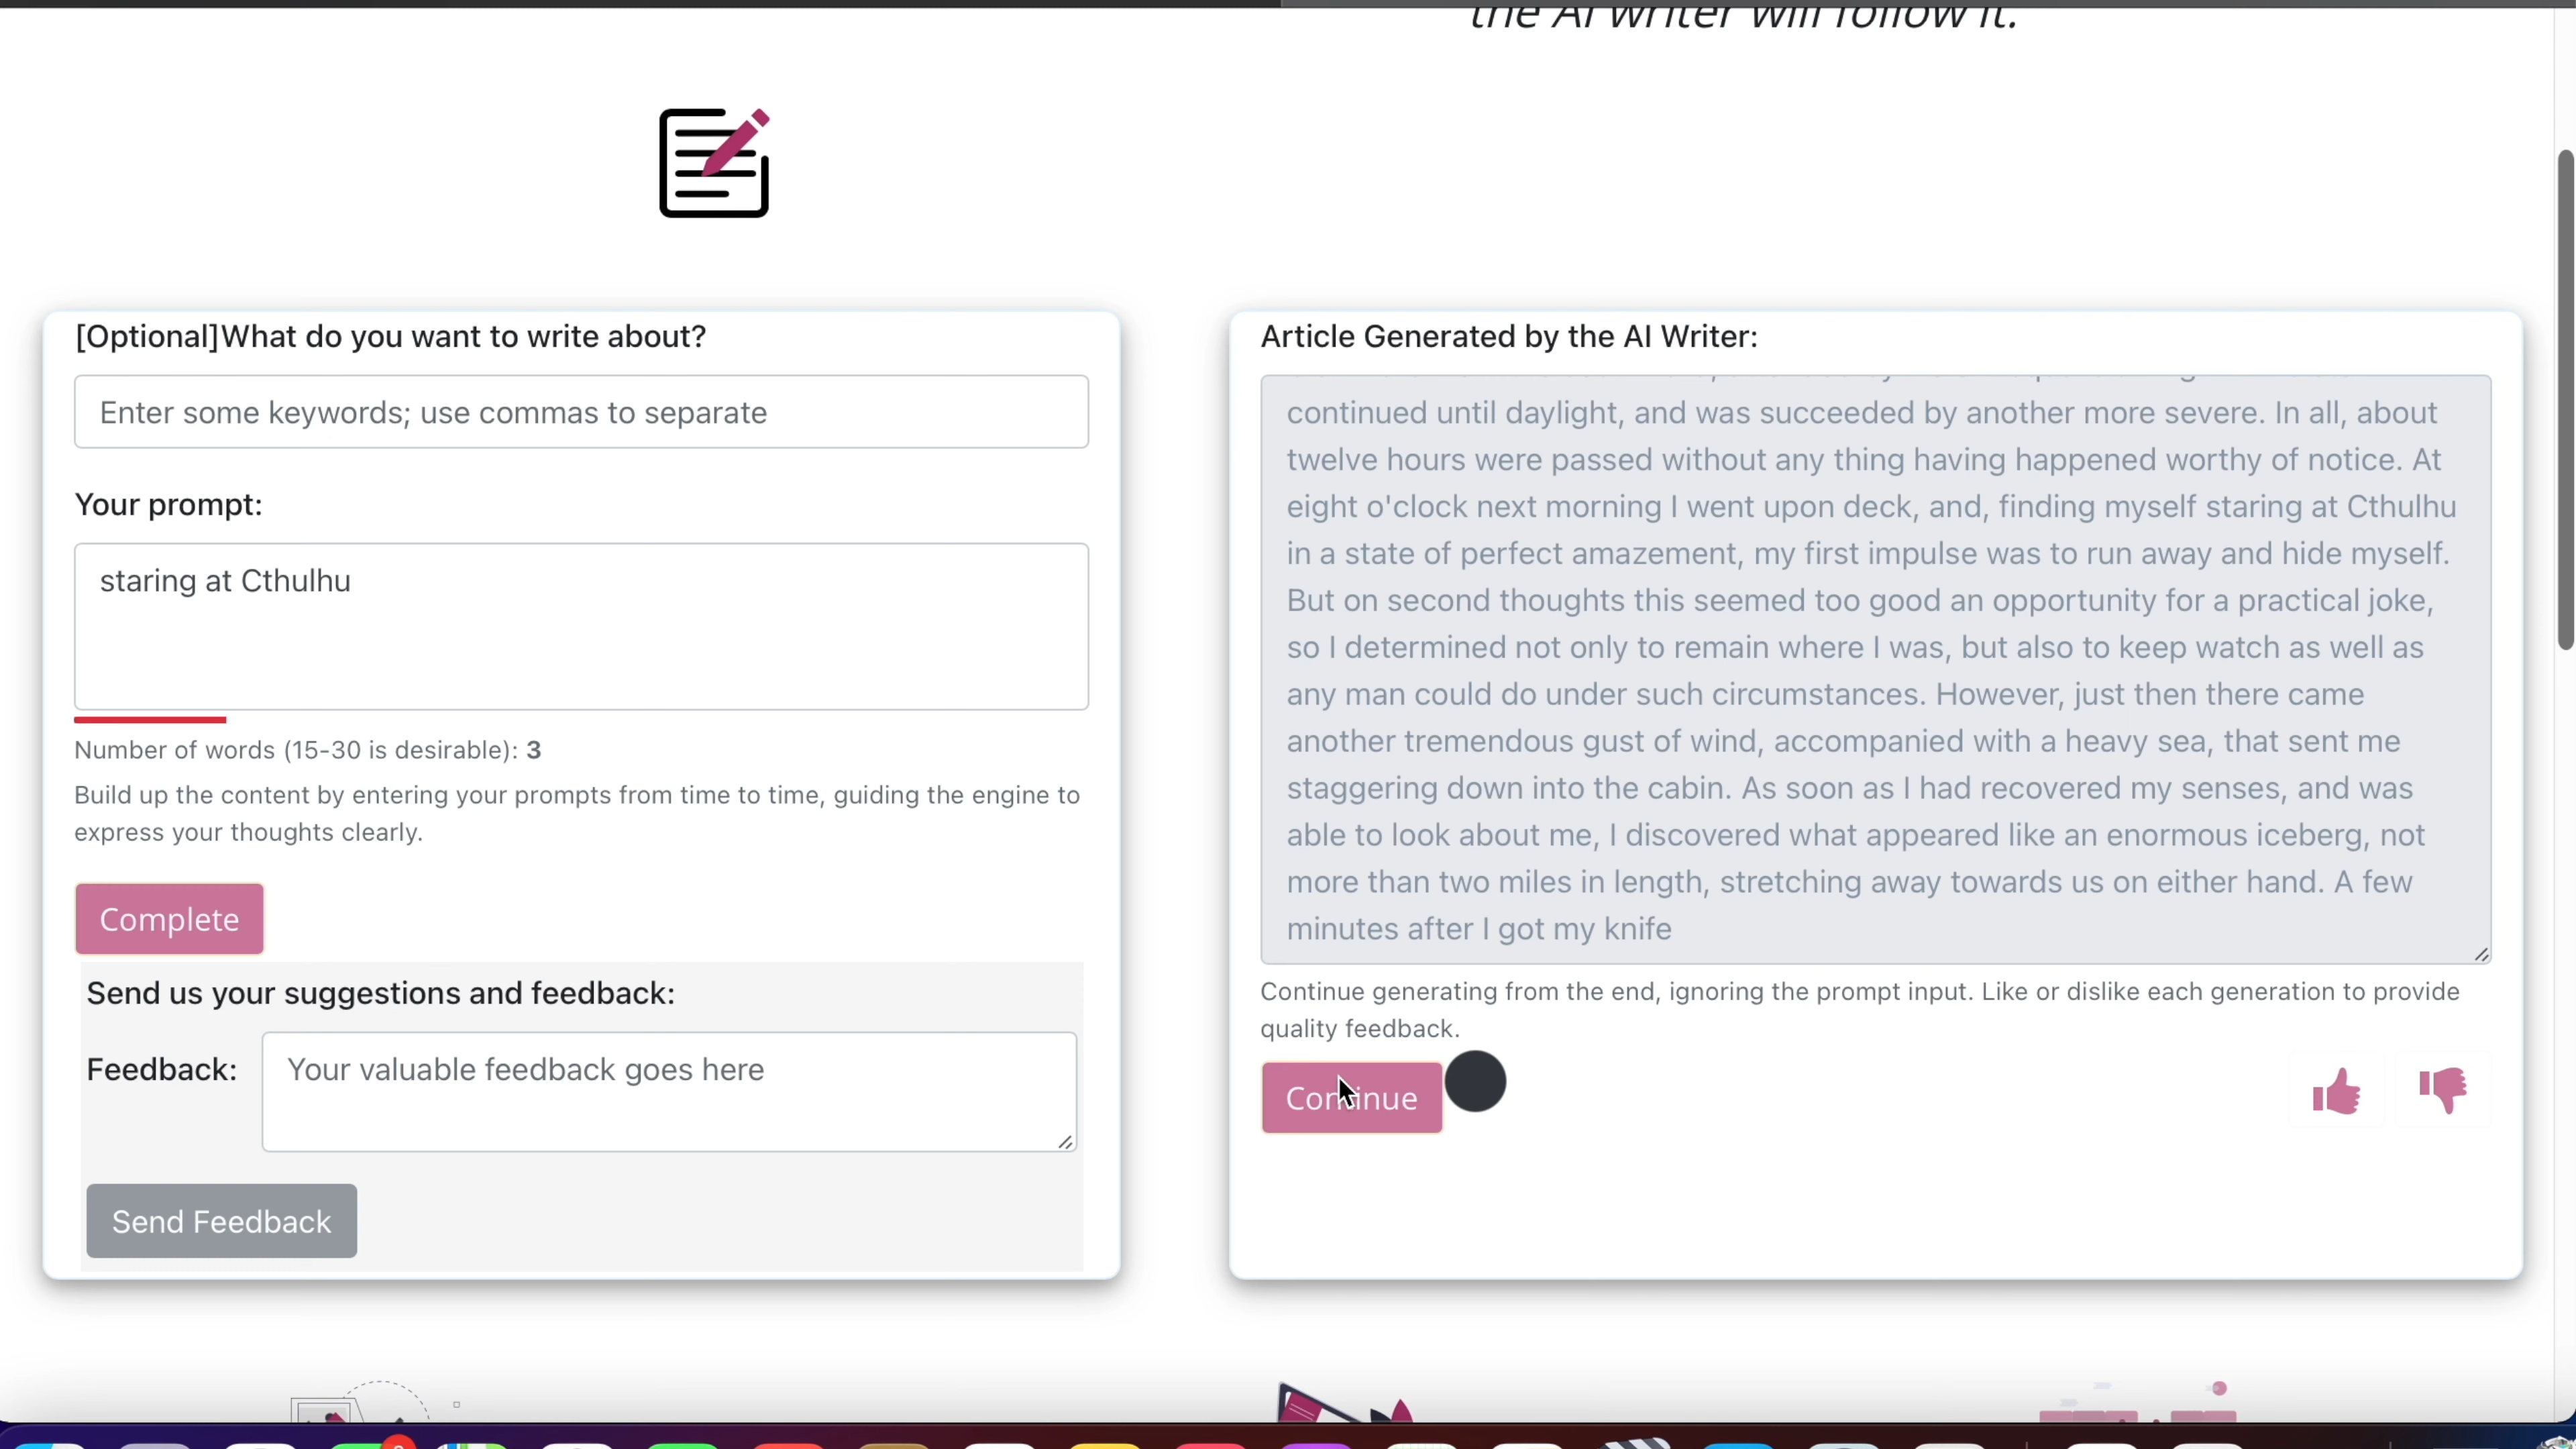 the AI writer will follow it.
[Optional]What do you want to write about?
Enter some keywords; use commas to separate
Your prompt:
staring at Cthulhu
Number of words (15-30 is desirable): 3
Build up the content by entering your prompts from time to time, guiding the engine to
express your thoughts clearly.
Complete
Send us your suggestions and feedback:
Feedback:
Your valuable feedback goes here
Send Feedback
Article Generated by the AI Writer:
continued until daylight, and was succeeded by another more severe. In all, about
twelve hours were passed without any thing having happened worthy of notice. At
eight o'clock next morning I went upon deck, and, finding myself staring at Cthulhu
in a state of perfect amazement, my first impulse was to run away and hide myself.
But on second thoughts this seemed too good an opportunity for a practical joke,
so I determined not only to remain where I was, but also to keep watch as well as
any man could do under such circumstances. However, just then there came
another tremendous gust of wind, accompanied with a heavy sea, that sent me
staggering down into the cabin. As soon as I had recovered my senses, and was
able to look about me, I discovered what appeared like an enormous iceberg, not
more than two miles in length, stretching away towards us on either hand. A few
minutes after I got my knife
Continue generating from the end, ignoring the prompt input. Like or dislike each generation to provide
quality feedback.
Continue